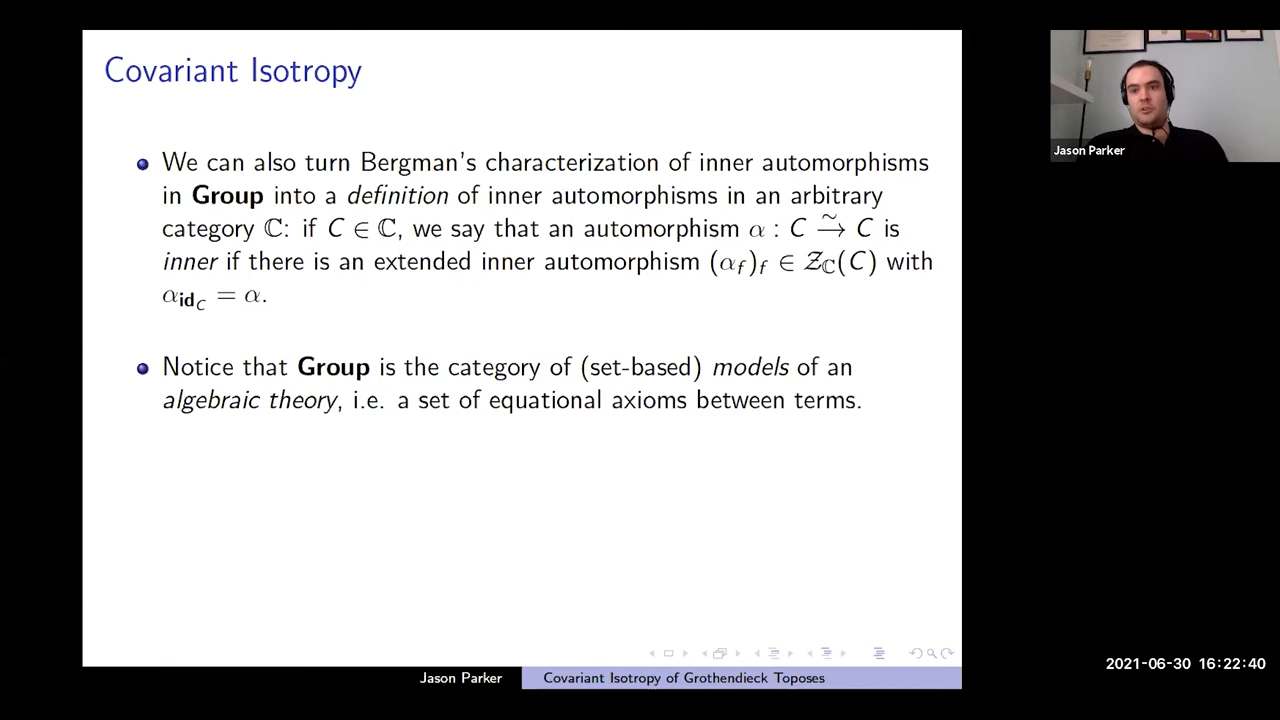 Covariant Isotropy
We can also turn Bergman's characterization of inner automorphisms
in Group into a definition of inner automorphisms in an arbitrary
category ℂ: if C ∈ ℂ, we say that an automorphism α : C ⥲ C is
inner if there is an extended inner automorphism (α_f)_f ∈ 𝒵_ℂ(C) with
α_{id_C} = α.
Notice that Group is the category of (set-based) models of an
algebraic theory, i.e. a set of equational axioms between terms.
Jason Parker
Covariant Isotropy of Grothendieck Toposes
Jason Parker
2021-06-30 16:22:40